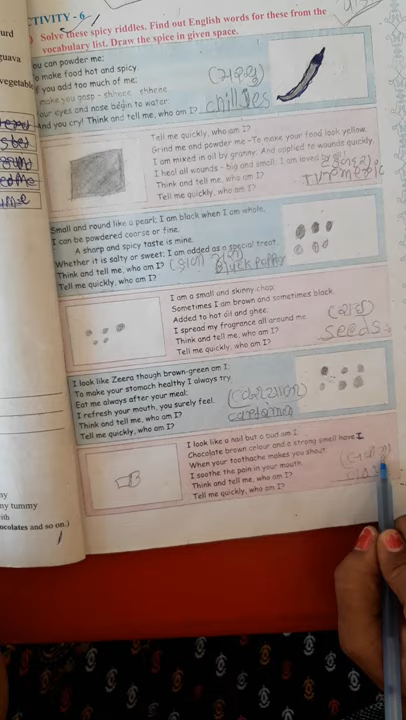 CTIVITY - 6
Solve these spicy riddles. Find out English words for these from the
vocabulary list. Draw the spice in given space.
urd
guava
vegetable
ou can powder me:
o make food hot and spicy.
f you add too much of me:
make you gasp - shhhee shhhee
our eyes and nose begin to water:
And you cry! Think and tell me, who am I? chillies
Tell me quickly, who am I?
Grind me and powder me - To make your food look yellow.
I am mixed in oil by granny; And applied to wounds quickly.
I heal all wounds - big and small: I am loved by all
Think and tell me, who am I?
Tell me quickly, who am I?
Turmeric
Small and round like a pearl; I am black when I am whole.
I can be powdered coarse or fine.
A sharp and spicy taste is mine.
Whether it is salty or sweet; I am added as a special treat.
Think and tell me, who am I?
Tell me quickly, who am I?
I am a small and skinny chap:
Sometimes I am brown and sometimes black.
Added to hot oil and ghee:
I spread my fragrance all around me.
Think and tell me, who am I?
Tell me quickly, who am I?
seeds.
I look like Zeera though brown-green am I:
To make your stomach healthy I always try.
Eat me always after your meal:
I refresh your mouth, you surely feel.
Think and tell me, who am I?
Tell me quickly, who am I?
I look like a nail but a bud am I:
Chocolate brown colour and a strong smell have I
When your toothache makes you shout:
I soothe the pain in your mouth.
Think and tell me, who am I?
Tell me quickly, who am I?
ny tummy
ith
ocolates and so on.)